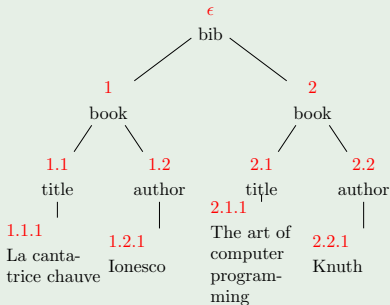 ϵ
bib
1 2
book book
1.1 1.2 2.1 2.2
title author title author
1.1.1 1.2.1 2.1.1 2.2.1
La canta-
trice chauve
Ionesco
The art of
computer
program-
ming
Knuth